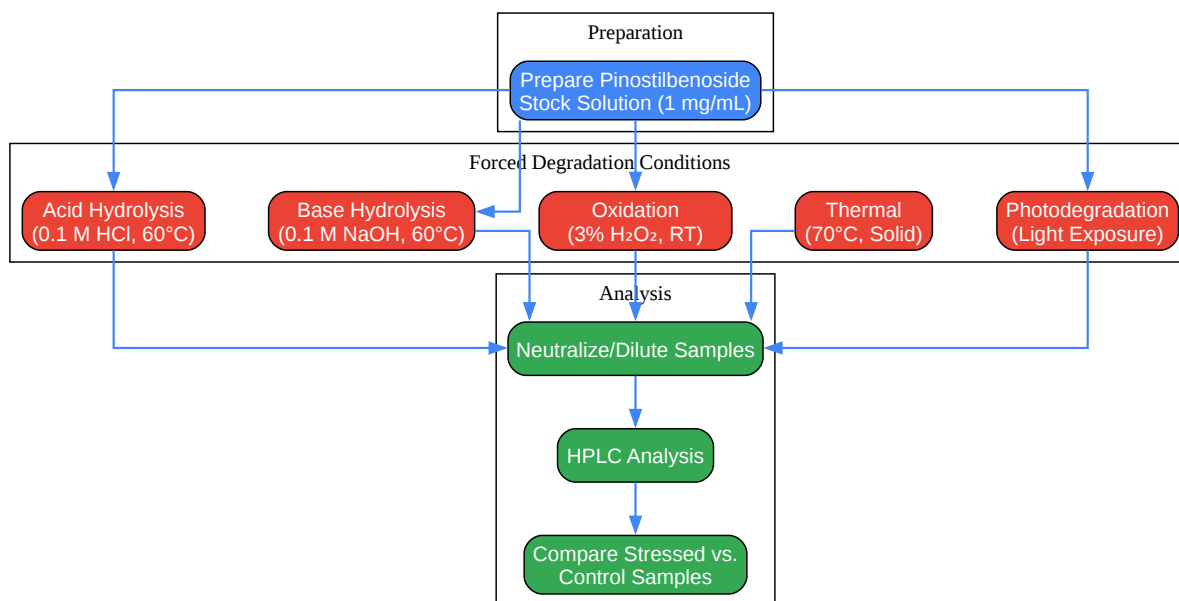 Preparation
Prepare Pinostilbenoside
Stock Solution (1 mg/mL)
Forced Degradation Conditions
Acid Hydrolysis
(0.1 M HCl, 60°C)
Base Hydrolysis
(0.1 M NaOH, 60°C)
Oxidation
(3% H₂O₂, RT)
Thermal
(70°C, Solid)
Photodegradation
(Light Exposure)
Analysis
Neutralize/Dilute Samples
HPLC Analysis
Compare Stressed vs.
Control Samples